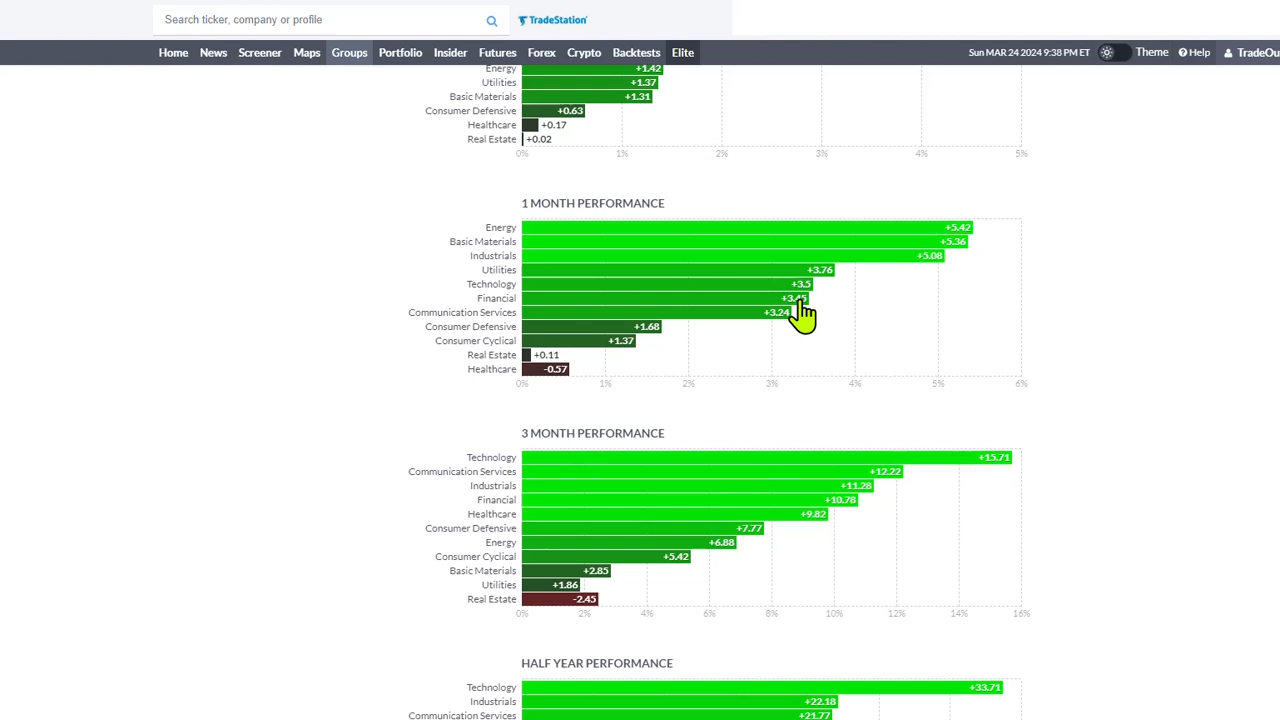 Search ticker, company or profile
TradeStation
Home News Screener Maps Groups Portfolio Insider Futures Forex Crypto Backtests Elite Sun MAR 24 2024 9:38 PM ET Theme Help TradeOu
Energy +1.42
Utilities +1.37
Basic Materials +1.31
Consumer Defensive +0.63
Healthcare +0.17
Real Estate +0.02
0% 1% 2% 3% 4% 5%
1 MONTH PERFORMANCE
Energy +5.42
Basic Materials +5.36
Industrials +5.08
Utilities +3.76
Technology +3.5
Financial +3.45
Communication Services +3.24
Consumer Defensive +1.68
Consumer Cyclical +1.37
Real Estate +0.11
Healthcare -0.57
0% 1% 2% 3% 4% 5% 6%
3 MONTH PERFORMANCE
Technology +15.71
Communication Services +12.22
Industrials +11.28
Financial +10.78
Healthcare +9.82
Consumer Defensive +7.77
Energy +6.88
Consumer Cyclical +5.42
Basic Materials +2.85
Utilities +1.86
Real Estate -2.45
0% 2% 4% 6% 8% 10% 12% 14% 16%
HALF YEAR PERFORMANCE
Technology +33.71
Industrials +22.18
Communication Services +21.77